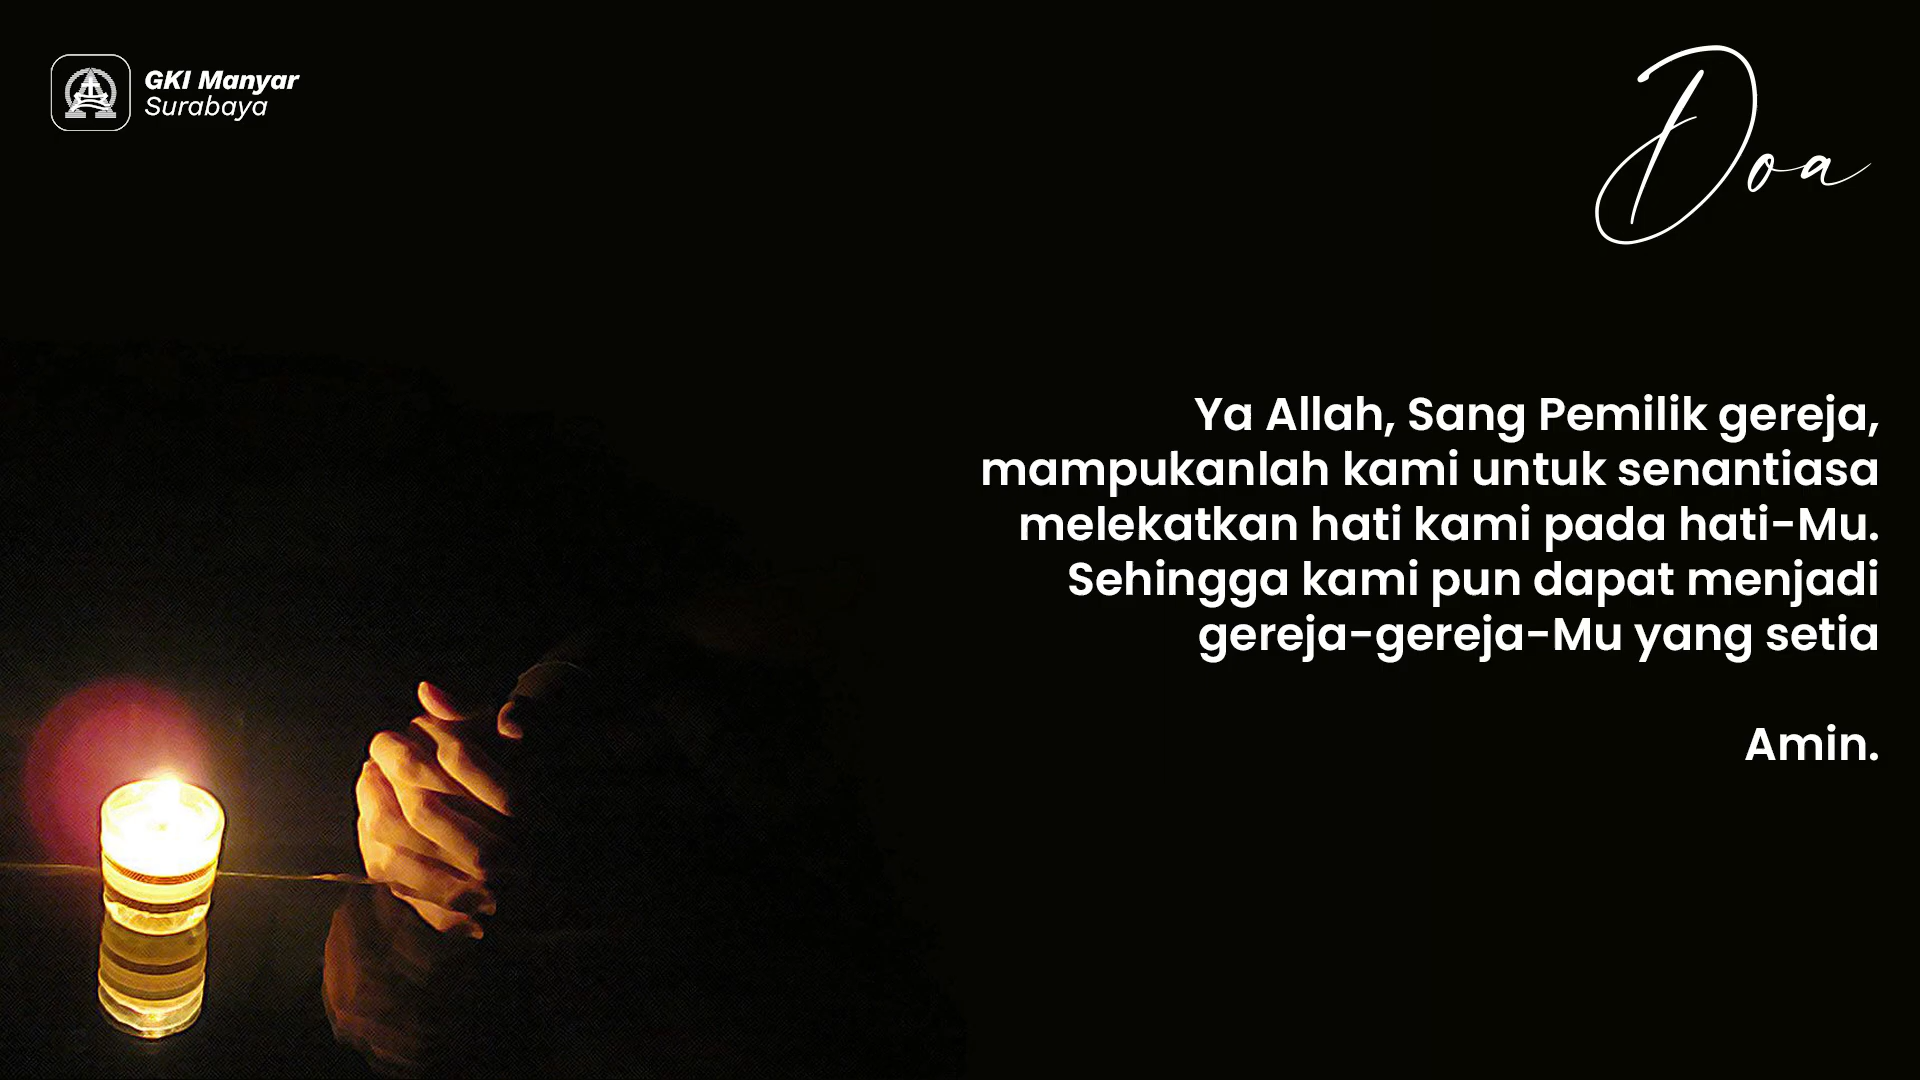 GKI Manyar
Surabaya
Doa
Ya Allah, Sang Pemilik gereja,
mampukanlah kami untuk senantiasa
melekatkan hati kami pada hati-Mu.
Sehingga kami pun dapat menjadi
gereja-gereja-Mu yang setia
Amin.